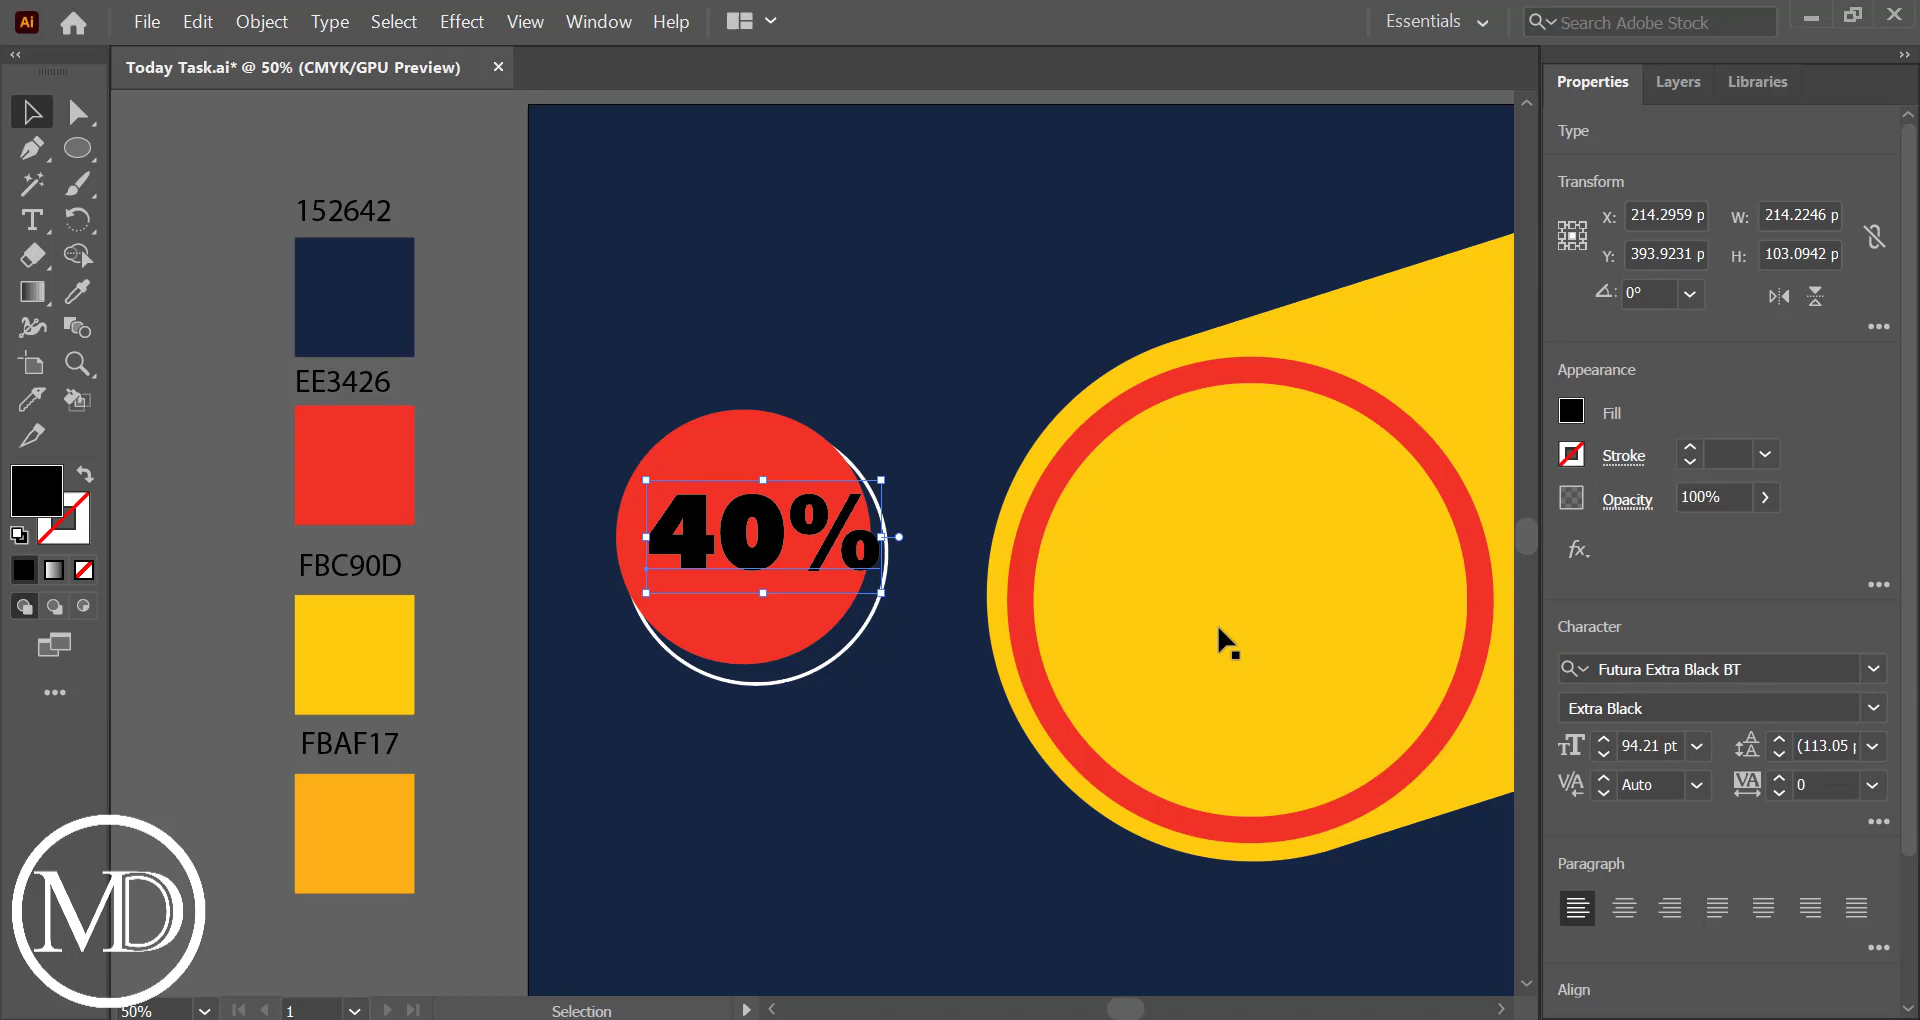 Ai File Edit Object Type Select Effect View Window Help Essentials Search Adobe Stock
Today Task.ai* @ 50% (CMYK/GPU Preview)
Properties Layers Libraries
Type
Transform
X: 214.2959 p W: 214.2246 p
Y: 393.9231 p H: 103.0942 p
0°
Appearance
Fill
Stroke
Opacity 100%
fx.
Character
Futura Extra Black BT
Extra Black
94.21 pt (113.05 p
Auto 0
Paragraph
Align
152642
EE3426
FBC90D
FBAF17
40%
MD
50% 1 Selection